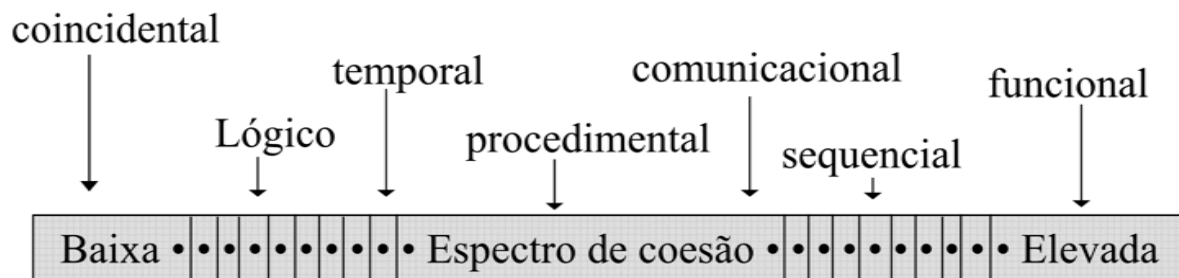 coincidental
temporal
comunicacional
funcional
Lógico
procedimental
sequencial
Baixa •••••••••• Espectro de coesão •••••••••• Elevada